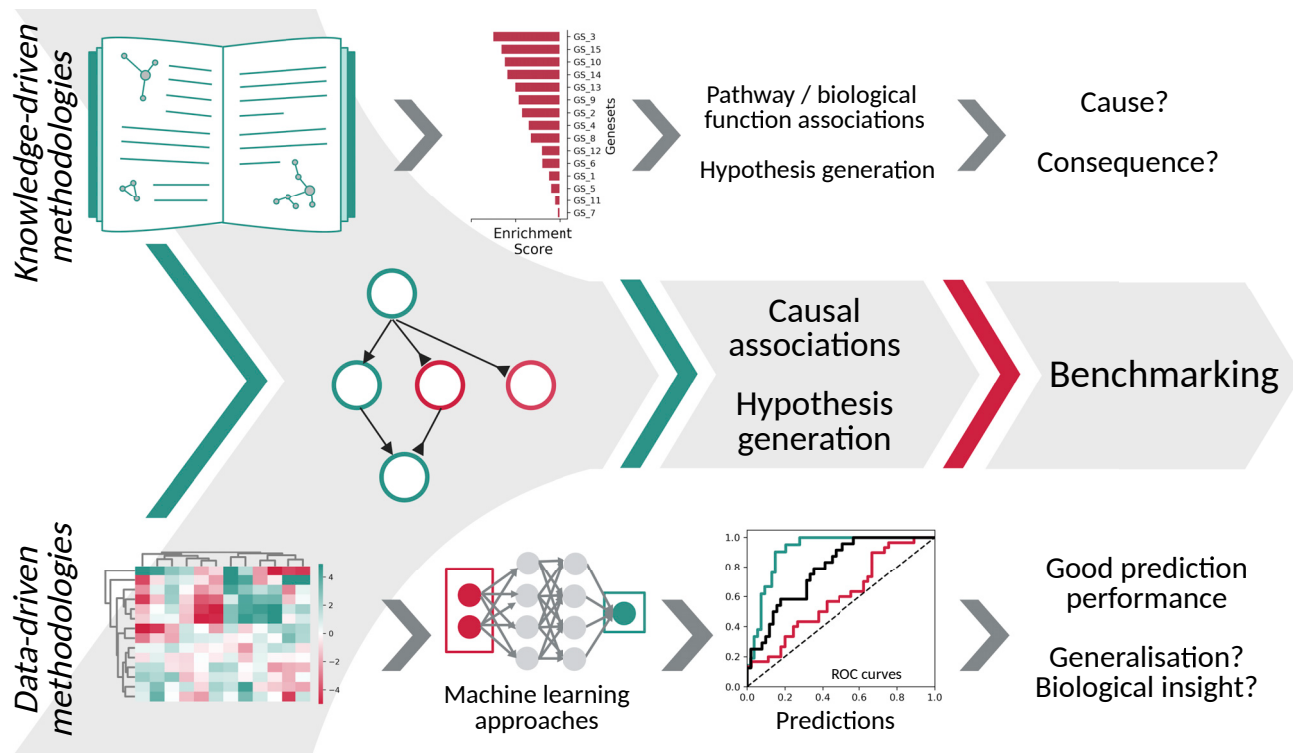 Knowledge-driven
methodologies
GS_3
GS_15
GS_10
GS_14
GS_13
GS_9
GS_2
GS_4
GS_8
GS_12
GS_6
GS_1
GS_5
GS_11
GS_7
Genesets
Enrichment
Score
Pathway / biological
function associations
Hypothesis generation
Cause?
Consequence?
Causal
associations
Hypothesis
generation
Benchmarking
Data-driven
methodologies
4
2
0
−2
−4
Machine learning
approaches
1.0
0.8
0.6
0.4
0.2
0.0
0.0 0.2 0.4 0.6 0.8 1.0
ROC curves
Predictions
Good prediction
performance
Generalisation?
Biological insight?